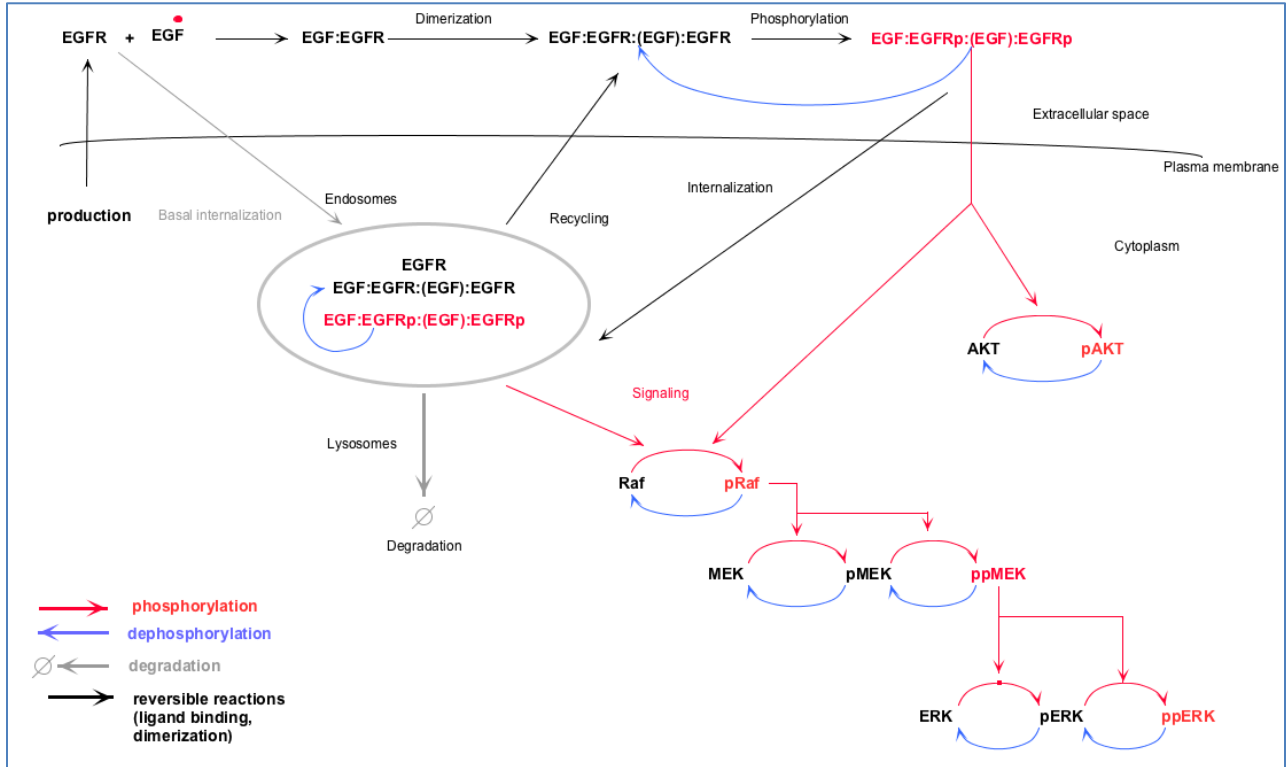 Dimerization
Phosphorylation
EGFR + EGF
EGF:EGFR
EGF:EGFR:(EGF):EGFR
EGF:EGFRp:(EGF):EGFRp
Extracellular space
Plasma membrane
production
Basal internalization
Endosomes
Recycling
Internalization
Cytoplasm
EGFR
EGF:EGFR:(EGF):EGFR
EGF:EGFRp:(EGF):EGFRp
AKT
pAKT
Signaling
Lysosomes
Raf
pRaf
∅
Degradation
MEK
pMEK
ppMEK
phosphorylation
dephosphorylation
∅ degradation
reversible reactions
(ligand binding,
dimerization)
ERK
pERK
ppERK